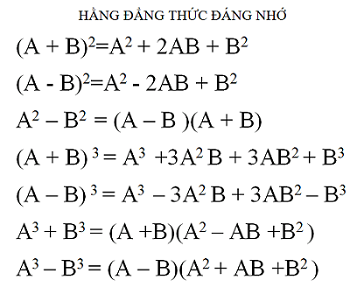 HẰNG ĐẲNG THỨC ĐÁNG NHỚ
(A + B)²=A² + 2AB + B²
(A - B)²=A² - 2AB + B²
A² – B² = (A – B )(A + B)
(A + B) ³ = A³ +3A² B + 3AB² + B³
(A – B) ³ = A³ – 3A² B + 3AB² – B³
A³ + B³ = (A +B)(A² – AB +B² )
A³ – B³ = (A – B)(A² + AB +B² )